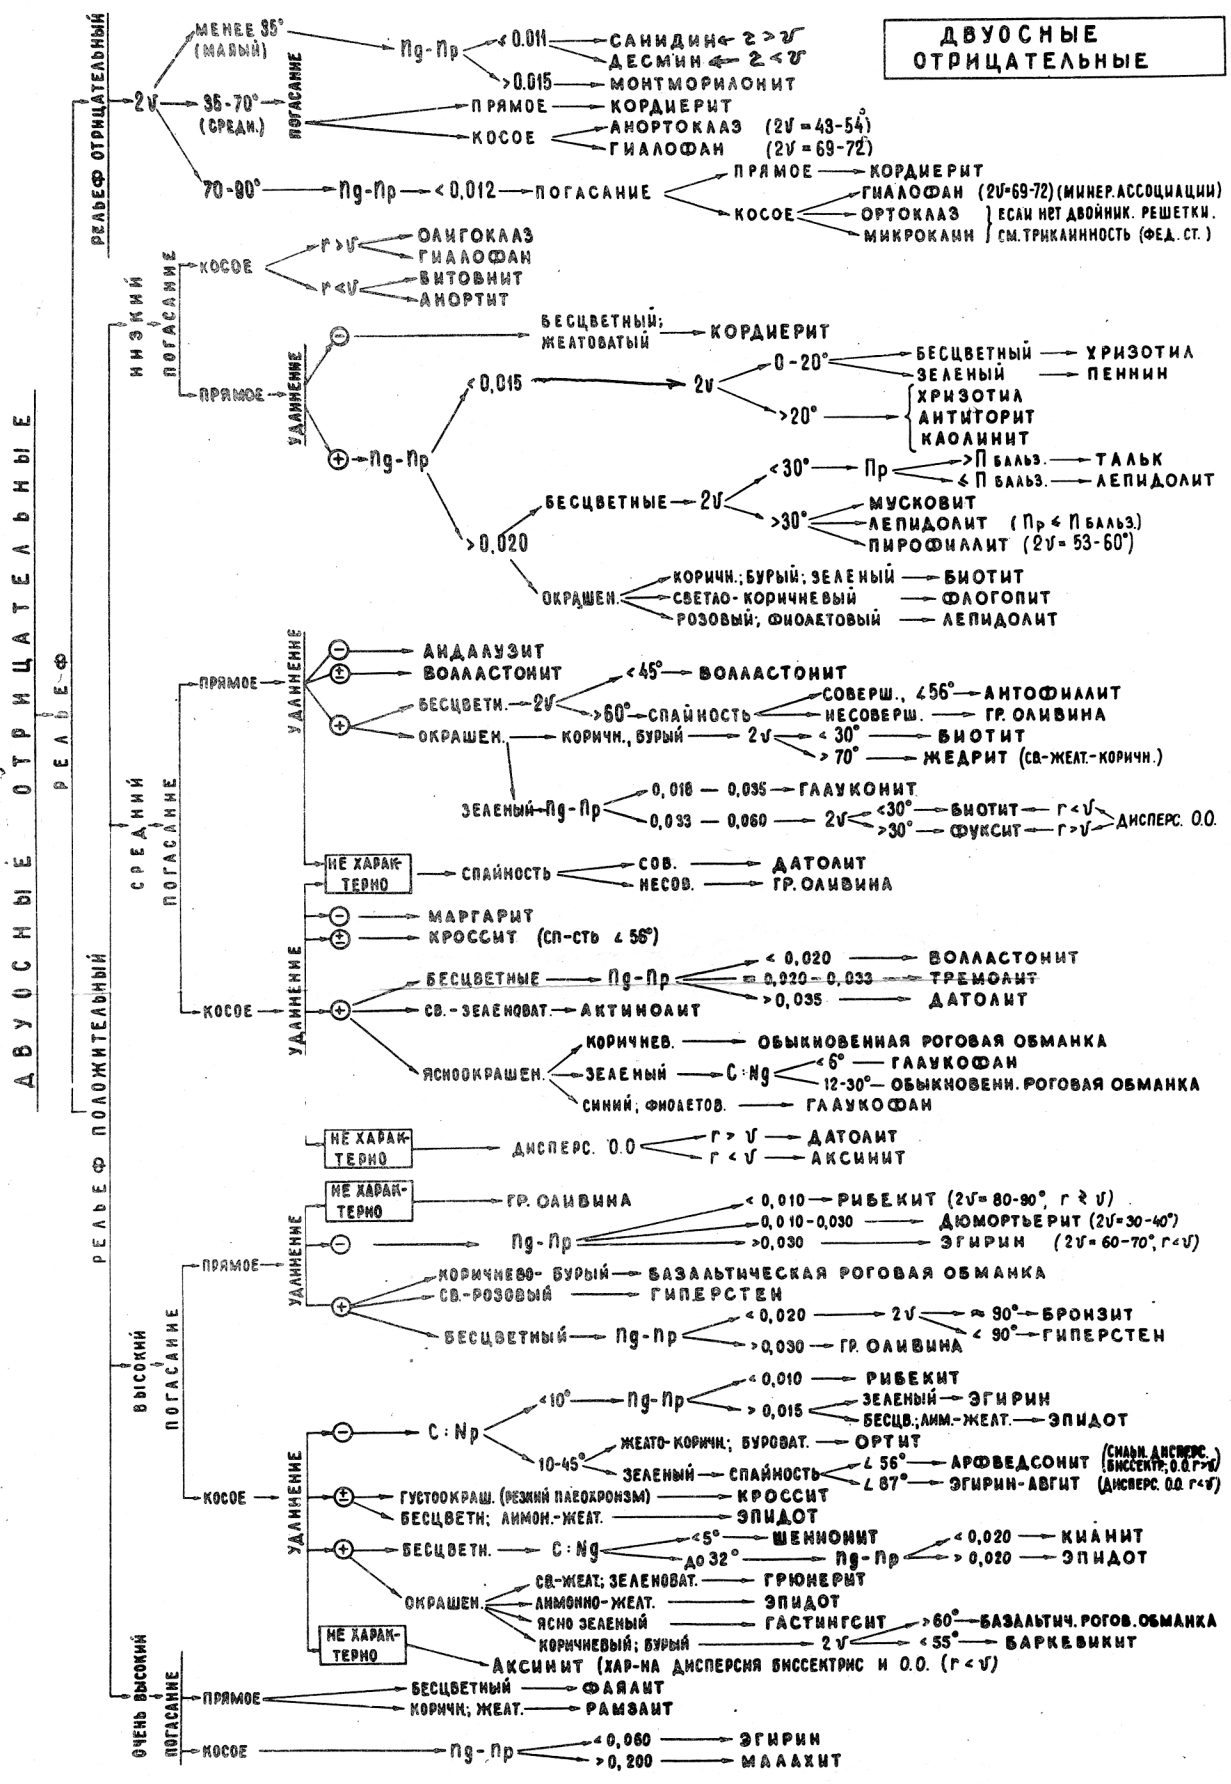 ДВУОСНЫЕ
ОТРИЦАТЕЛЬНЫЕ
ДВУОСНЫЕ ОТРИЦАТЕЛЬНЫЕ
РЕЛЬЕФ
РЕЛЬЕФ ОТРИЦАТЕЛЬНЫЙ
2V
МЕНЕЕ 35°
(МАЛЫЙ)
Ng-Np
< 0.011
САНИДИН ← r > v
ДЕСМИН ← r < v
> 0.015
МОНТМОРИЛОНИТ
35-70°
(СРЕДН.)
ПОГАСАНИЕ
ПРЯМОЕ
КОРДИЕРИТ
КОСОЕ
АНОРТОКЛАЗ (2V=43-54°)
ГИАЛОФАН (2V=69-72)
70-90°
Ng-Np
< 0,012
ПОГАСАНИЕ
ПРЯМОЕ
КОРДИЕРИТ
КОСОЕ
ГИАЛОФАН (2V=69-72) (МИНЕР. АССОЦИАЦИИ)
ОРТОКЛАЗ
МИКРОКЛИН
ЕСЛИ НЕТ ДВОЙНИК. РЕШЕТКИ.
СМ. ТРИКЛИННОСТЬ (ФЕД. СТ.)
РЕЛЬЕФ ПОЛОЖИТЕЛЬНЫЙ
НИЗКИЙ
ПОГАСАНИЕ
КОСОЕ
r > v
ОЛИГОКЛАЗ
ГИАЛОФАН
r < v
БИТОВНИТ
АНОРТИТ
ПРЯМОЕ
УДЛИНЕНИЕ
−
БЕСЦВЕТНЫЙ;
ЖЕЛТОВАТЫЙ
КОРДИЕРИТ
+
Ng-Np
< 0,015
2V
0-20°
БЕСЦВЕТНЫЙ
ХРИЗОТИЛ
ЗЕЛЕНЫЙ
ПЕННИН
>20°
ХРИЗОТИЛ
АНТИГОРИТ
КАОЛИНИТ
> 0,020
БЕСЦВЕТНЫЕ
2V
<30°
Np
>П БАЛЬЗ.
ТАЛЬК
≤ П БАЛЬЗ.
ЛЕПИДОЛИТ
>30°
МУСКОВИТ
ЛЕПИДОЛИТ (Np ≤ П БАЛЬЗ.)
ПИРОФИЛЛИТ (2V = 53-60°)
ОКРАШЕН.
КОРИЧН.; БУРЫЙ; ЗЕЛЕНЫЙ
БИОТИТ
СВЕТЛО-КОРИЧНЕВЫЙ
ФЛОГОПИТ
РОЗОВЫЙ; ФИОЛЕТОВЫЙ
ЛЕПИДОЛИТ
СРЕДНИЙ
ПОГАСАНИЕ
ПРЯМОЕ
УДЛИНЕНИЕ
−
АНДАЛУЗИТ
±
ВОЛЛАСТОНИТ
+
БЕСЦВЕТН.
2V
<45°
ВОЛЛАСТОНИТ
>60°
СПАЙНОСТЬ
СОВЕРШ., ∠56°
АНТОФИЛЛИТ
НЕСОВЕРШ.
ГР. ОЛИВИНА
ОКРАШЕН.
КОРИЧН., БУРЫЙ
2V
< 30°
БИОТИТ
> 70°
ЖЕДРИТ (СВ-ЖЕЛТ.-КОРИЧН.)
ЗЕЛЕНЫЙ
Ng-Np
0,018 — 0,035
ГЛАУКОНИТ
0,033 — 0,060
2V
<30°
БИОТИТ ← r < v
>30°
ФУКСИТ ← r > v
ДИСПЕРС. О.О.
НЕ ХАРАК-
ТЕРНО
СПАЙНОСТЬ
СОВ.
ДАТОЛИТ
НЕСОВ.
ГР. ОЛИВИНА
КОСОЕ
УДЛИНЕНИЕ
−
МАРГАРИТ
±
КРОССИТ (СП-СТЬ ∠ 56°)
+
БЕСЦВЕТНЫЕ
Ng-Np
< 0,020
ВОЛЛАСТОНИТ
= 0,020 - 0,033
ТРЕМОЛИТ
>0,035
ДАТОЛИТ
СВ.-ЗЕЛЕНОВАТ.
АКТИНОЛИТ
ЯСНООКРАШЕН.
КОРИЧНЕВ.
ОБЫКНОВЕННАЯ РОГОВАЯ ОБМАНКА
ЗЕЛЕНЫЙ
C:Ng
<6°
ГЛАУКОФАН
12-30°
ОБЫКНОВЕНН. РОГОВАЯ ОБМАНКА
СИНИЙ; ФИОЛЕТОВ.
ГЛАУКОФАН
НЕ ХАРАК-
ТЕРНО
ДИСПЕРС. О.О
r > v
ДАТОЛИТ
r < v
АКСИНИТ
ВЫСОКИЙ
ПОГАСАНИЕ
ПРЯМОЕ
УДЛИНЕНИЕ
НЕ ХАРАК-
ТЕРНО
ГР. ОЛИВИНА
−
Ng-Np
< 0,010
РИБЕКИТ (2V= 80-90°, r ≷ v)
0,010-0,030
ДЮМОРТЬЕРИТ (2V=30-40°)
>0,030
ЭГИРИН (2V = 60-70°, r<v)
+
КОРИЧНЕВО- БУРЫЙ
БАЗАЛЬТИЧЕСКАЯ РОГОВАЯ ОБМАНКА
СВ.-РОЗОВЫЙ
ГИПЕРСТЕН
БЕСЦВЕТНЫЙ
Ng-Np
<0,020
2V
≈ 90°
БРОНЗИТ
< 90°
ГИПЕРСТЕН
>0,030
ГР. ОЛИВИНА
КОСОЕ
УДЛИНЕНИЕ
−
C:Np
<10°
Ng-Np
< 0,010
РИБЕКИТ
> 0,015
ЗЕЛЕНЫЙ
ЭГИРИН
БЕСЦВ.; ЛИМ.-ЖЕЛТ.
ЭПИДОТ
10-45°
ЖЕЛТО-КОРИЧН.; БУРОВАТ.
ОРТИТ
ЗЕЛЕНЫЙ
СПАЙНОСТЬ
∠ 56°
АРФВЕДСОНИТ (СИЛЬН. ДИСПЕРС.
БИССЕКТР., О.О. r>v)
∠ 87°
ЭГИРИН-АВГИТ (ДИСПЕРС. О.О. r<v)
±
ГУСТООКРАШ. (РЕЗКИЙ ПЛЕОХРОИЗМ)
КРОССИТ
БЕСЦВЕТН; ЛИМОН.-ЖЕЛТ.
ЭПИДОТ
+
БЕСЦВЕТН.
C:Ng
<5°
ШЕННОНИТ
ДО 32°
Ng-Np
< 0,020
КИАНИТ
> 0,020
ЭПИДОТ
ОКРАШЕН.
СВ.-ЖЕЛТ.; ЗЕЛЕНОВАТ.
ГРЮНЕРИТ
ЛИМОННО-ЖЕЛТ.
ЭПИДОТ
ЯСНО ЗЕЛЕНЫЙ
ГАСТИНГСИТ
КОРИЧНЕВЫЙ; БУРЫЙ
2V
>60°
БАЗАЛЬТИЧ. РОГОВ. ОБМАНКА
< 55°
БАРКЕВИКИТ
НЕ ХАРАК-
ТЕРНО
АКСИНИТ (ХАР-НА ДИСПЕРСИЯ БИССЕКТРИС И О.О. (r < v)
ОЧЕНЬ ВЫСОКИЙ
ПОГАСАНИЕ
ПРЯМОЕ
БЕСЦВЕТНЫЙ
ФАЯЛИТ
КОРИЧН; ЖЕЛТ.
РАМЗАИТ
КОСОЕ
Ng-Np
< 0,060
ЭГИРИН
>0,200
МАЛАХИТ